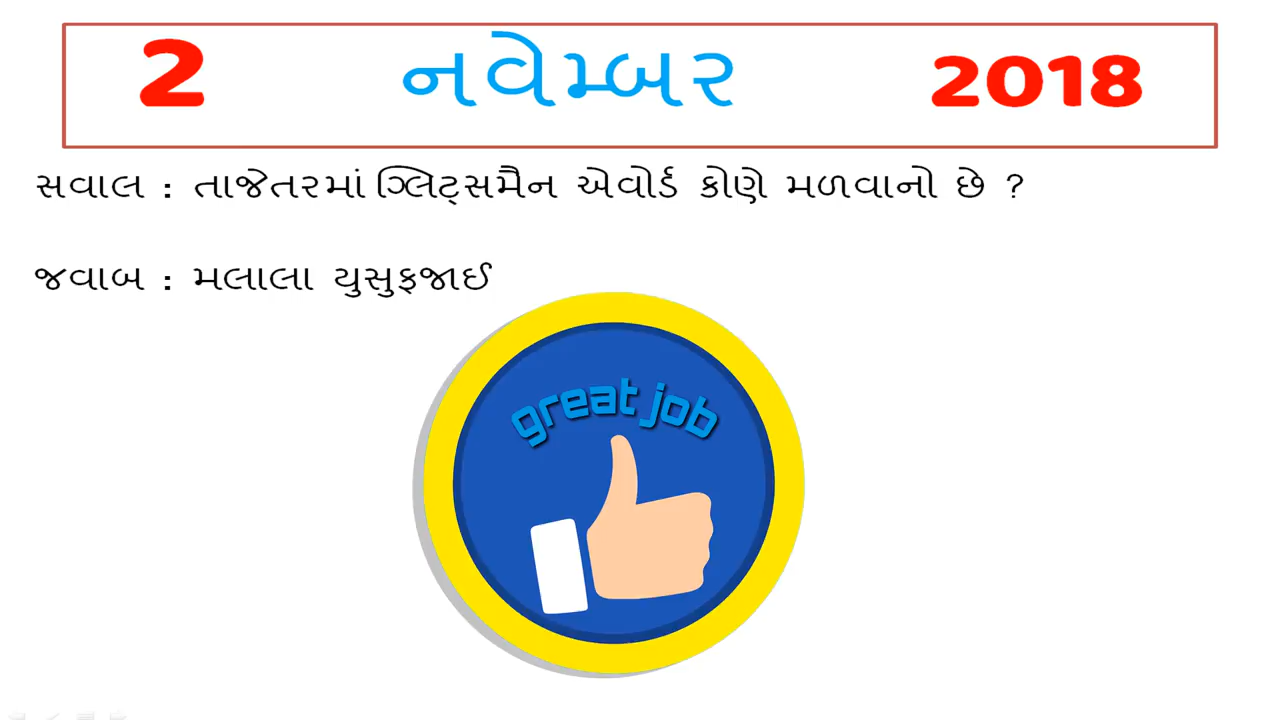 2 નવેમ્બર 2018
સવાલ : તાજેતરમાં ગ્લિટ્સમૈન એવોર્ડ કોણે મળવાનો છે ?
જવાબ : મલાલા યુસુફજાઈ
great job